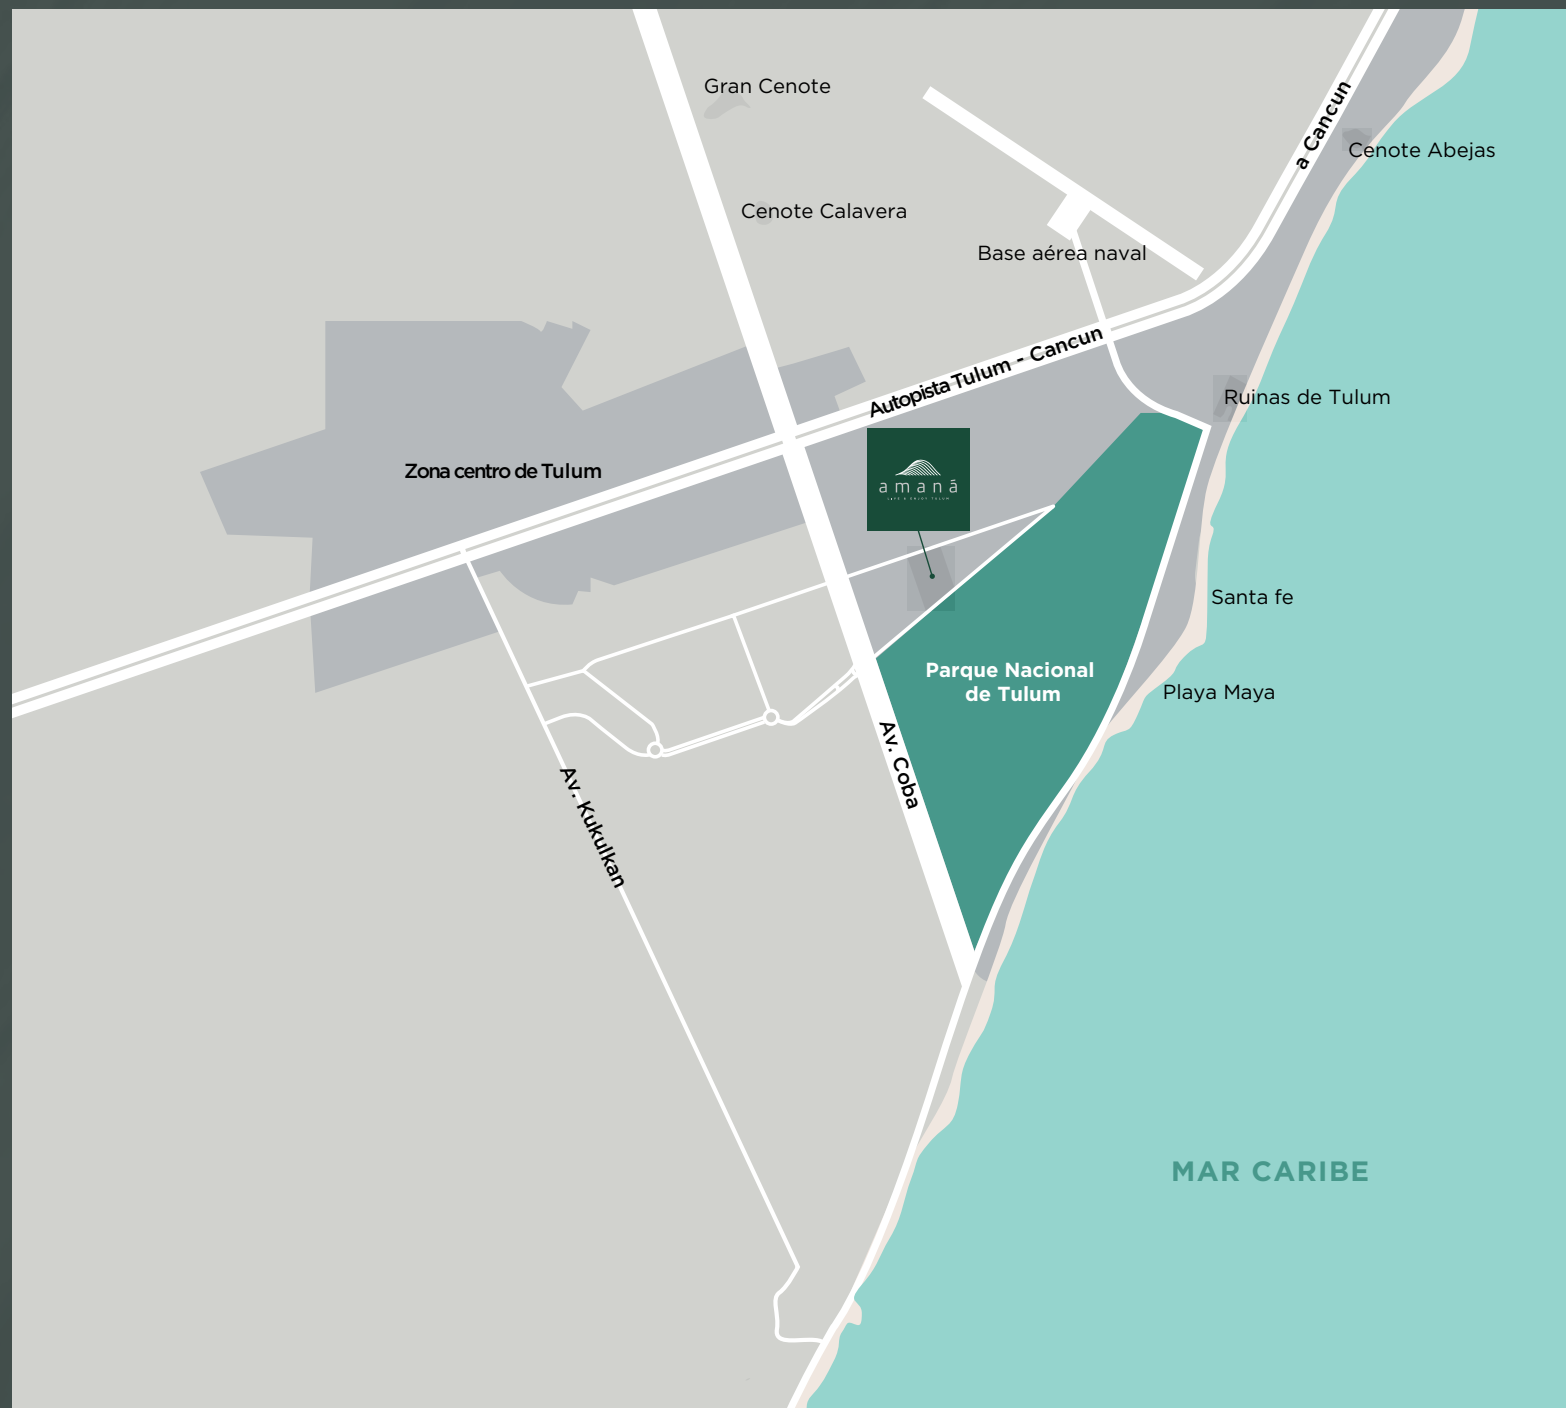 Gran Cenote
a Cancun
Cenote Abejas
Cenote Calavera
Base aérea naval
Autopista Tulum - Cancun
Ruinas de Tulum
Zona centro de Tulum
amanā
Santa fe
Parque Nacional
de Tulum
Playa Maya
Av. Coba
Av. Kukulkan
MAR CARIBE